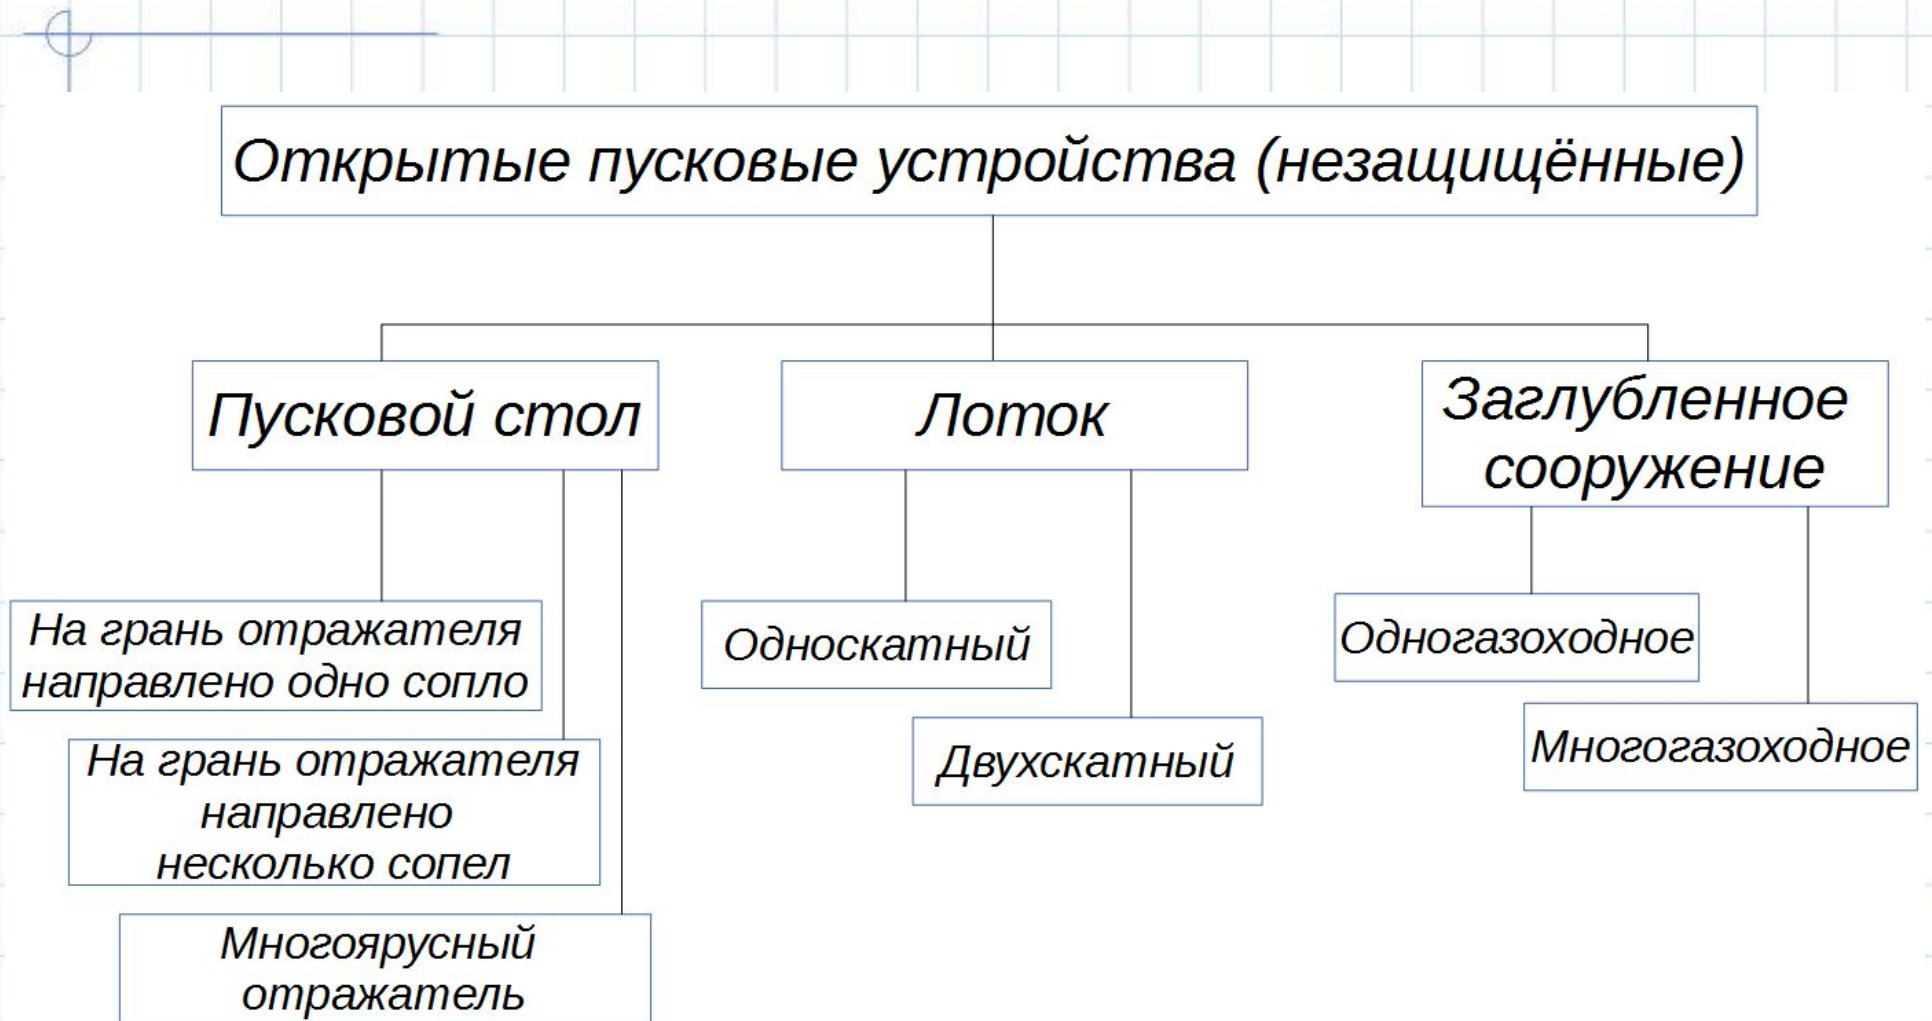 Открытые пусковые устройства (незащищённые)
Пусковой стол
Лоток
Заглубленное
сооружение
На грань отражателя
направлено одно сопло
На грань отражателя
направлено
несколько сопел
Многоярусный
отражатель
Односкатный
Двухскатный
Одногазоходное
Многогазоходное